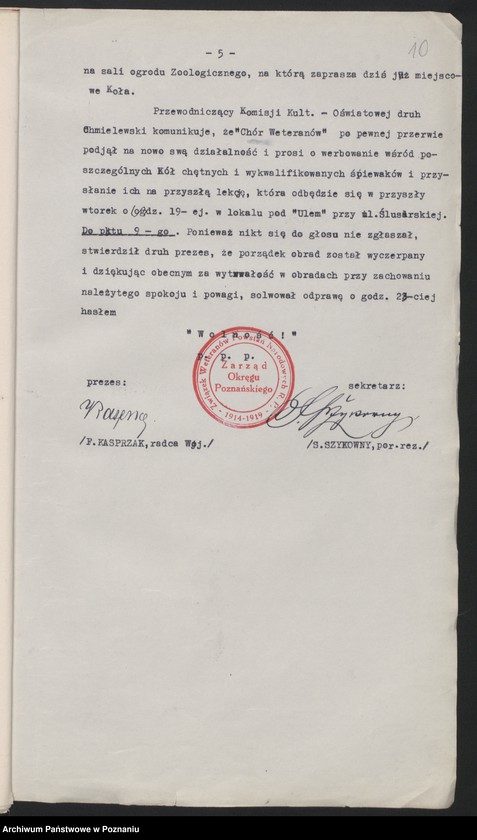 - 5 -
10
na sali ogrodu Zoologicznego, na którą zaprasza dziś już miejsco-
we Koła.
Przewodniczący Komisji Kult. - Oświatowej druh
Chmielewski komunikuje, że"Chór Weteranów" po pewnej przerwie
podjął na nowo swą działalność i prosi o werbowanie wśród po-
szczególnych Kół chętnych i wykwalifikowanych śpiewaków i przy-
słanie ich na przyszłą lekcję, która odbędzie się w przyszły
wtorek o godz. 19- ej. w lokalu pod "Ulem" przy ul.Ślusarskiej.
Do pktu 9 - go. Ponieważ nikt się do głosu nie zgłaszał,
stwierdził druh prezes, że porządek obrad został wyczerpany
i dziękując obecnym za wytrwałość w obradach przy zachowaniu
należytego spokoju i powagi, solwował odprawę o godz. 23-ciej
hasłem
"Wolność!"
p. p. p.
Związek Weteranów Powstań Narodowych R.P.
1914-1919
Zarząd
Okręgu
Poznańskiego
prezes:
sekretarz:
/F.KASPRZAK,radca Woj./
/S.SZYKOWNY,por.rez./
Archiwum Państwowe w Poznaniu